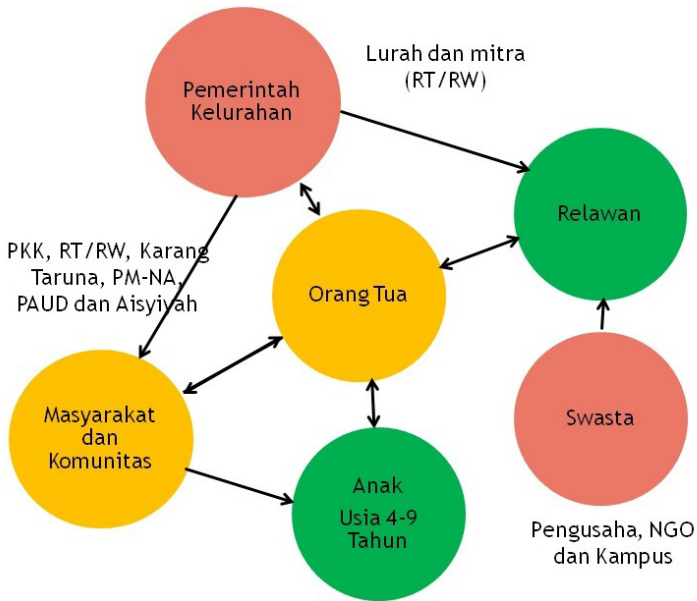 Lurah dan mitra
(RT/RW)
Pemerintah
Kelurahan
Relawan
PKK, RT/RW, Karang
Taruna, PM-NA,
PAUD dan Aisyiyah
Orang Tua
Masyarakat
dan
Komunitas
Swasta
Anak
Usia 4-9
Tahun
Pengusaha, NGO
dan Kampus